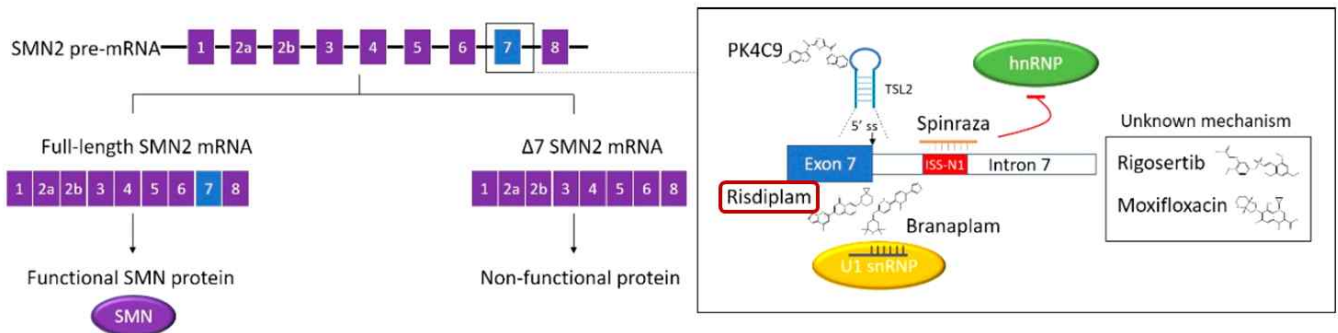 SMN2 pre-mRNA
1 2a 2b 3 4 5 6 7 8
Full-length SMN2 mRNA
1 2a 2b 3 4 5 6 7 8
Functional SMN protein
SMN
Δ7 SMN2 mRNA
1 2a 2b 3 4 5 6 8
Non-functional protein
PK4C9
TSL2
hnRNP
5' ss
Spinraza
Exon 7
ISS-N1
Intron 7
Risdiplam
Branaplam
U1 snRNP
Unknown mechanism
Rigosertib
Moxifloxacin